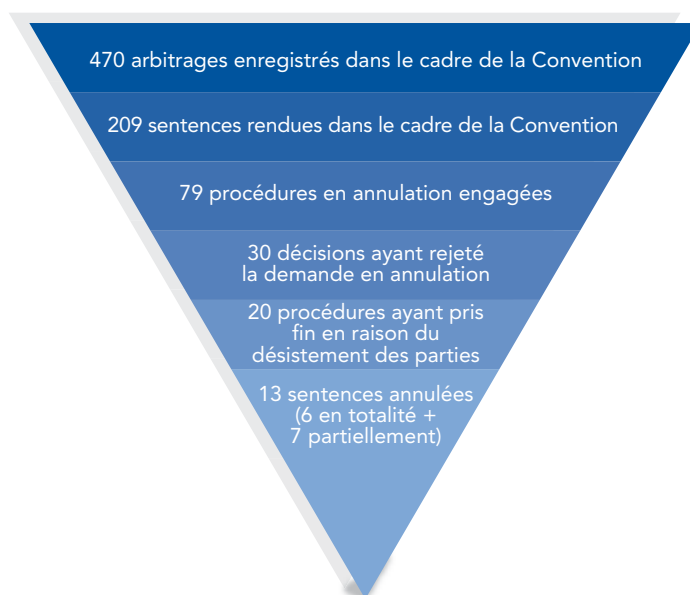 470 arbitrages enregistrés dans le cadre de la Convention
209 sentences rendues dans le cadre de la Convention
79 procédures en annulation engagées
30 décisions ayant rejeté
la demande en annulation
20 procédures ayant pris
fin en raison du
désistement des parties
13 sentences annulées
(6 en totalité +
7 partiellement)